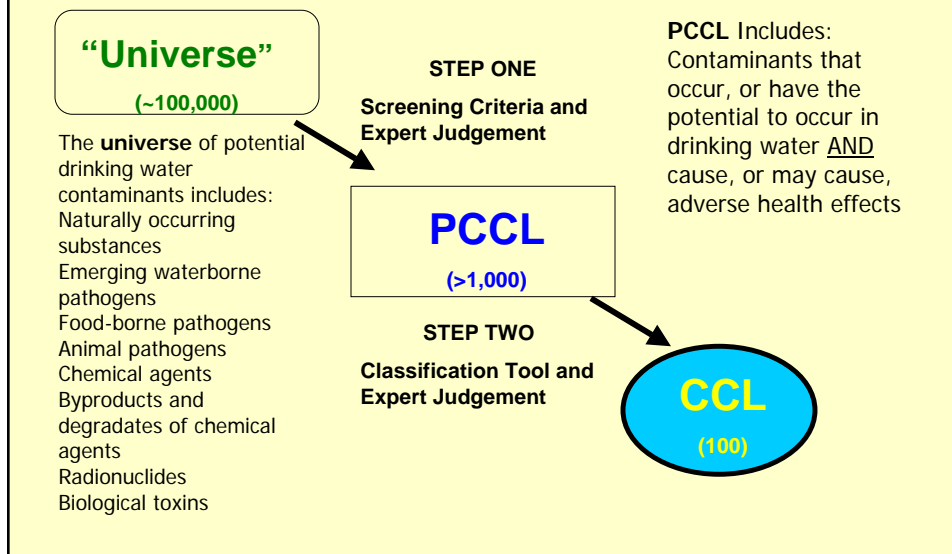 “Universe”
(~100,000)
The universe of potential
drinking water
contaminants includes:
Naturally occurring
substances
Emerging waterborne
pathogens
Food-borne pathogens
Animal pathogens
Chemical agents
Byproducts and
degradates of chemical
agents
Radionuclides
Biological toxins
STEP ONE
Screening Criteria and
Expert Judgement
PCCL
(>1,000)
STEP TWO
Classification Tool and
Expert Judgement
PCCL Includes:
Contaminants that
occur, or have the
potential to occur in
drinking water AND
cause, or may cause,
adverse health effects
CCL
(100)